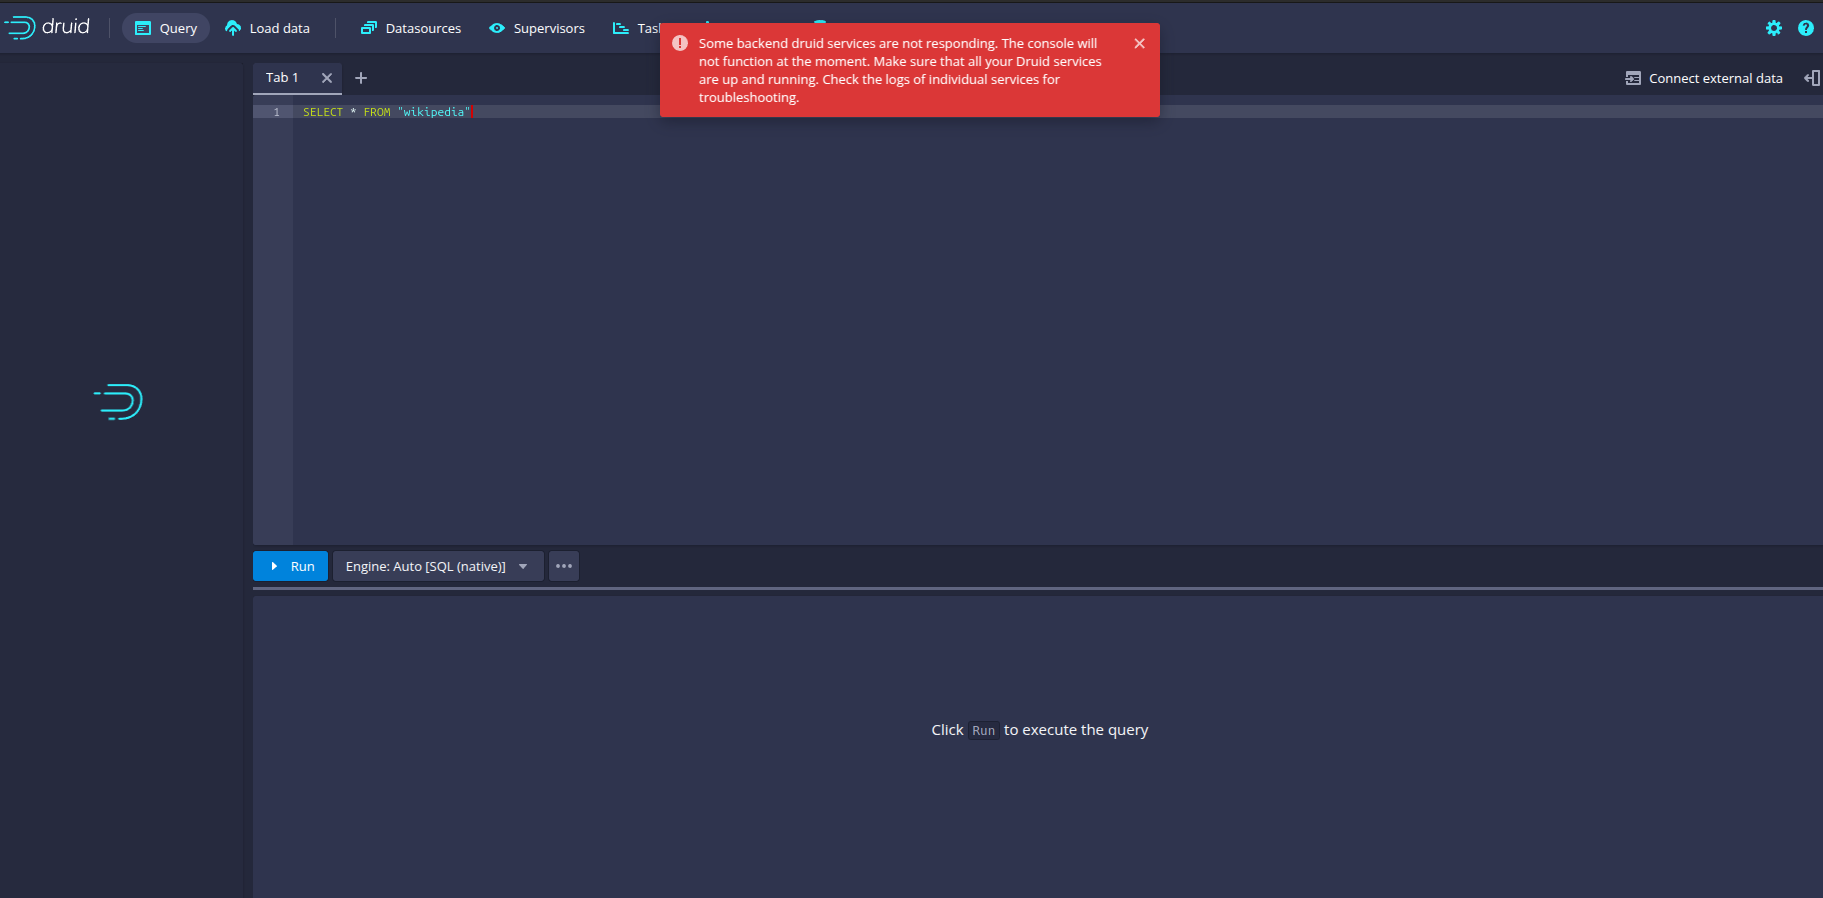 druid
Query
Load data
Datasources
Supervisors
Some backend druid services are not responding. The console will
not function at the moment. Make sure that all your Druid services
are up and running. Check the logs of individual services for
troubleshooting.
Tab 1
Connect external data
1 SELECT * FROM "wikipedia"
Run
Engine: Auto [SQL (native)]
Click Run to execute the query